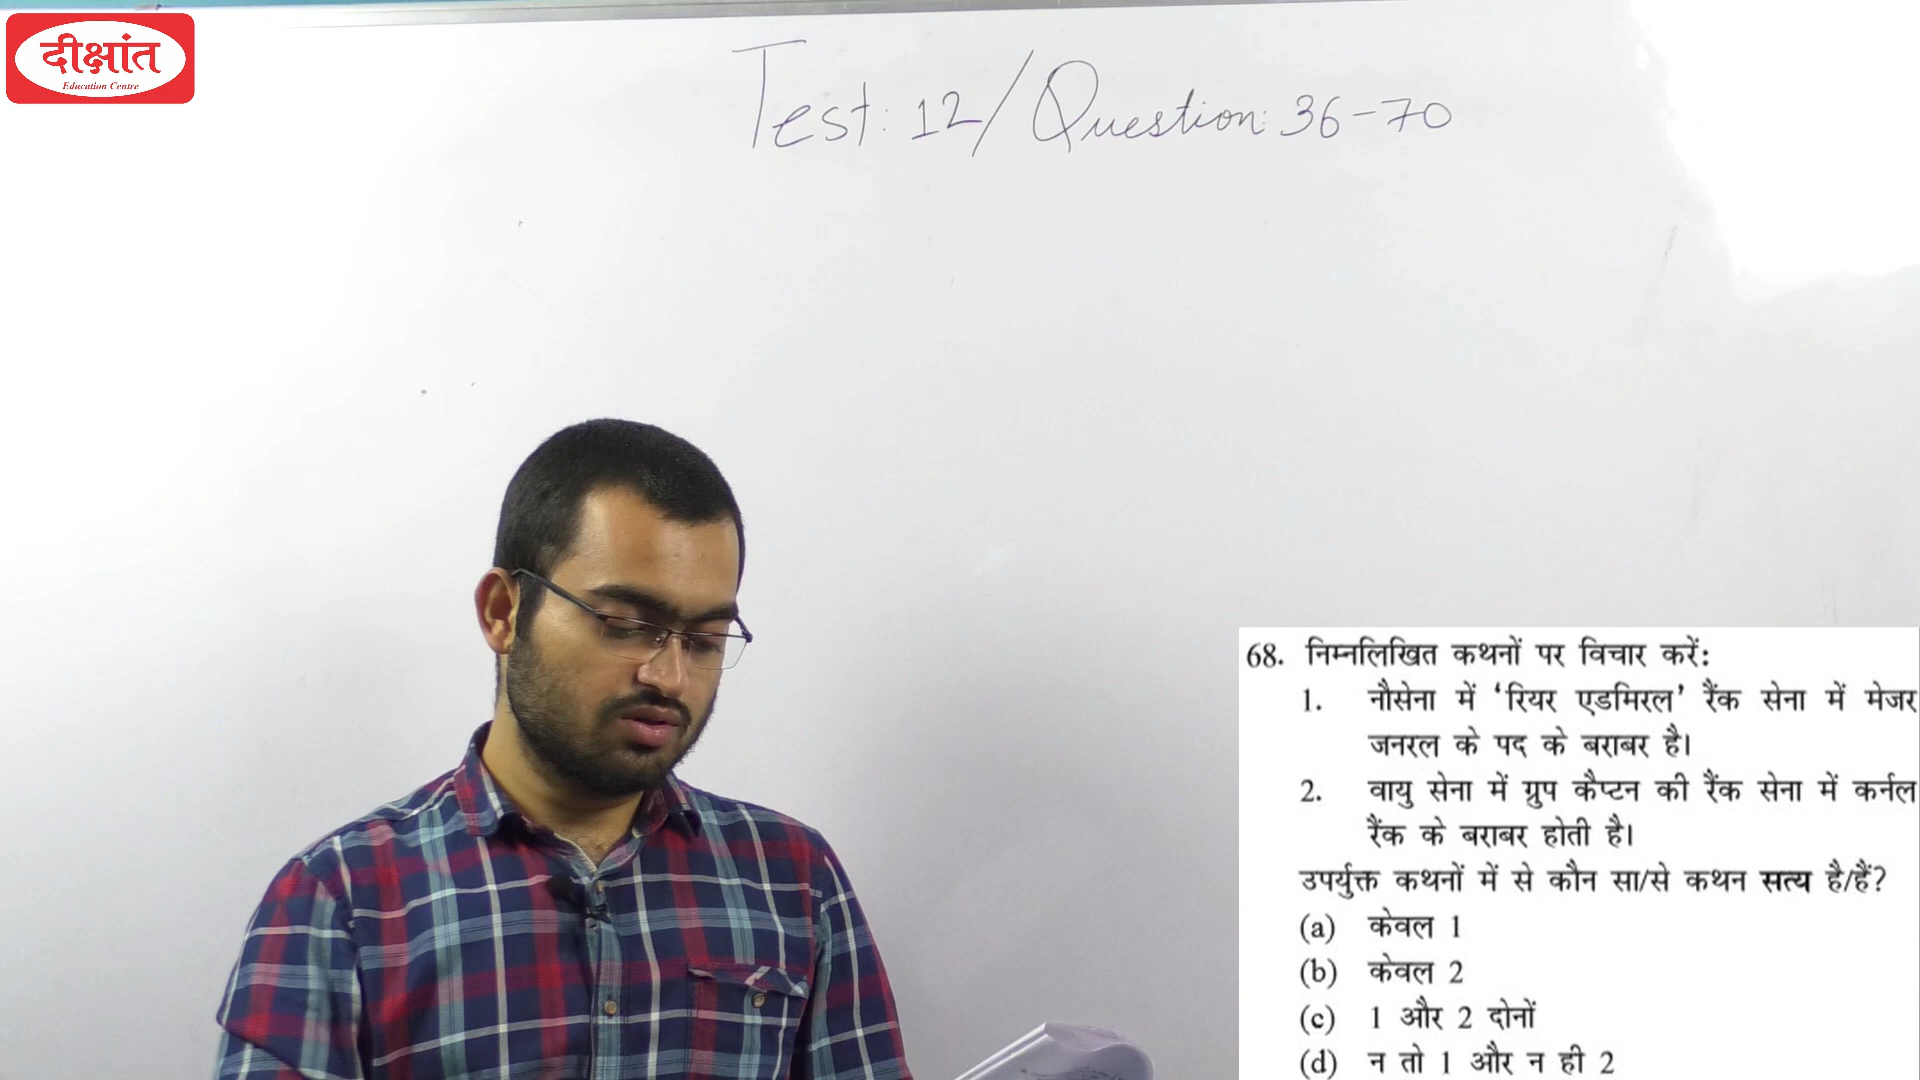 दीक्षांत
Education Centre
Test: 12/Question: 36-70
68. निम्नलिखित कथनों पर विचार करें:
1. नौसेना में 'रियर एडमिरल' रैंक सेना में मेजर
जनरल के पद के बराबर है।
2. वायु सेना में ग्रुप कैप्टन की रैंक सेना में कर्नल
रैंक के बराबर होती है।
उपर्युक्त कथनों में से कौन सा/से कथन सत्य है/हैं?
(a) केवल 1
(b) केवल 2
(c) 1 और 2 दोनों
(d) न तो 1 और न ही 2